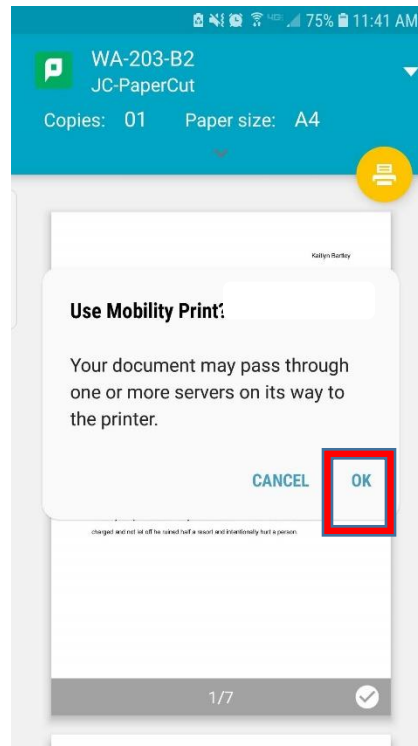 75% 11:41 AM
WA-203-B2
JC-PaperCut
Copies: 01 Paper size: A4
Kaitlyn Bartley
Use Mobility Print?
Your document may pass through
one or more servers on its way to
the printer.
CANCEL OK
charged and not let off he ruined half a resort and intentionally hurt a person.
1/7